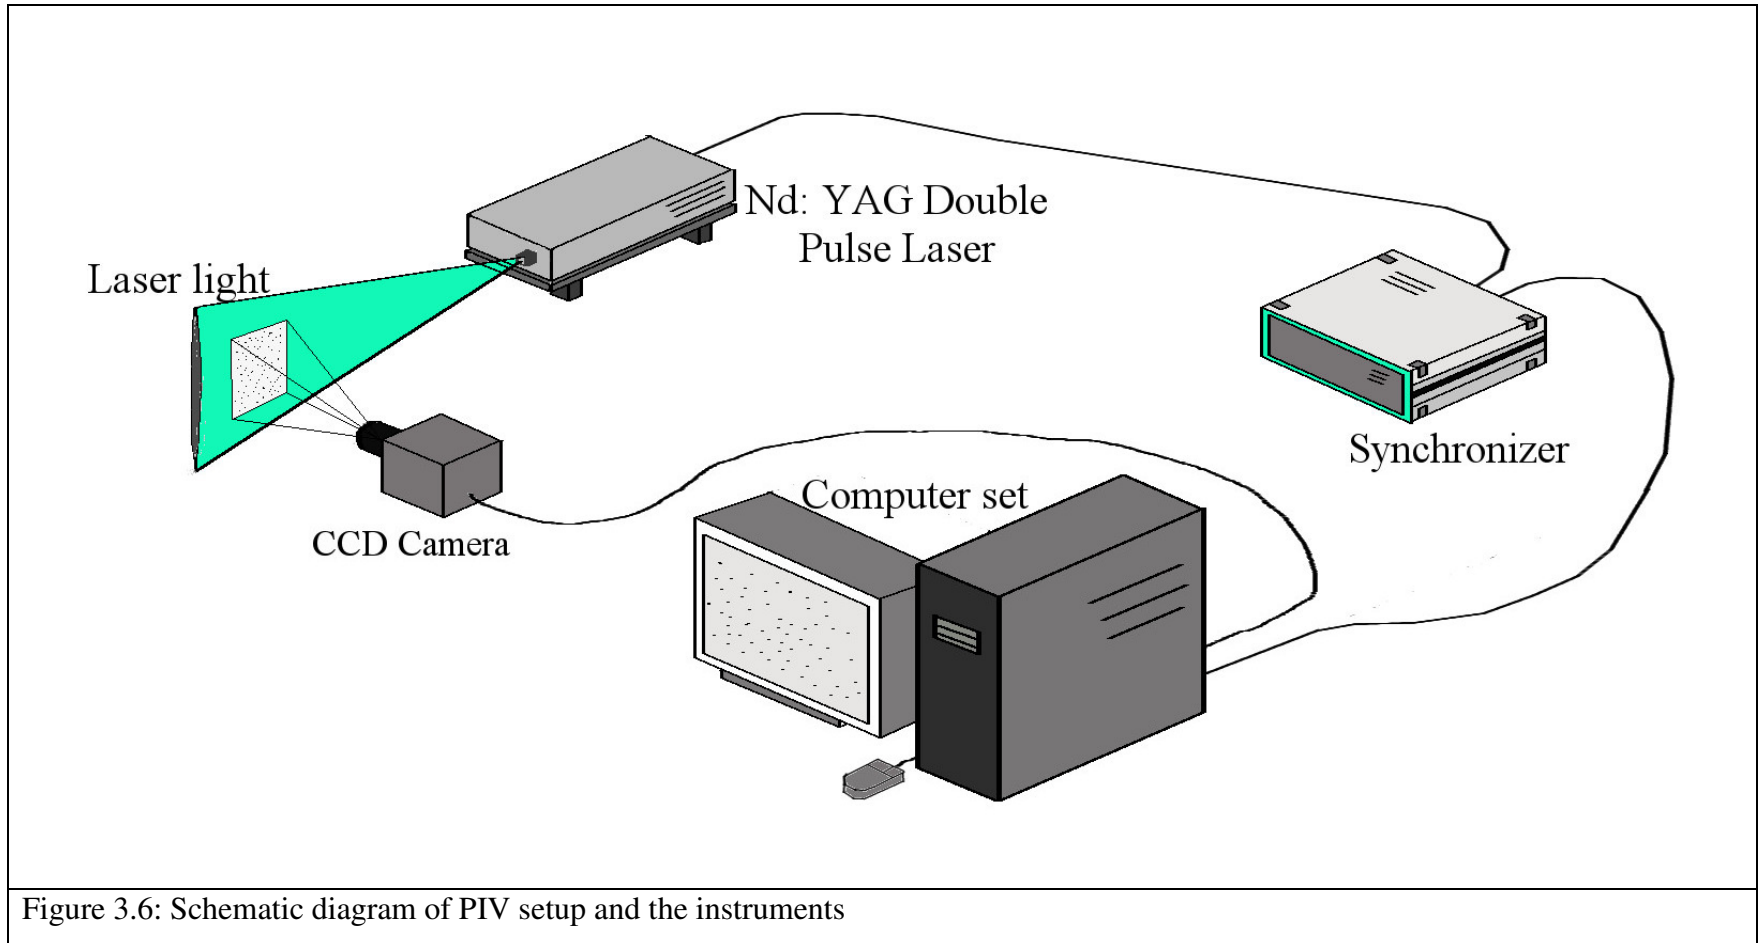 Nd: YAG Double
Pulse Laser
Laser light
Synchronizer
Computer set
CCD Camera
Figure 3.6: Schematic diagram of PIV setup and the instruments